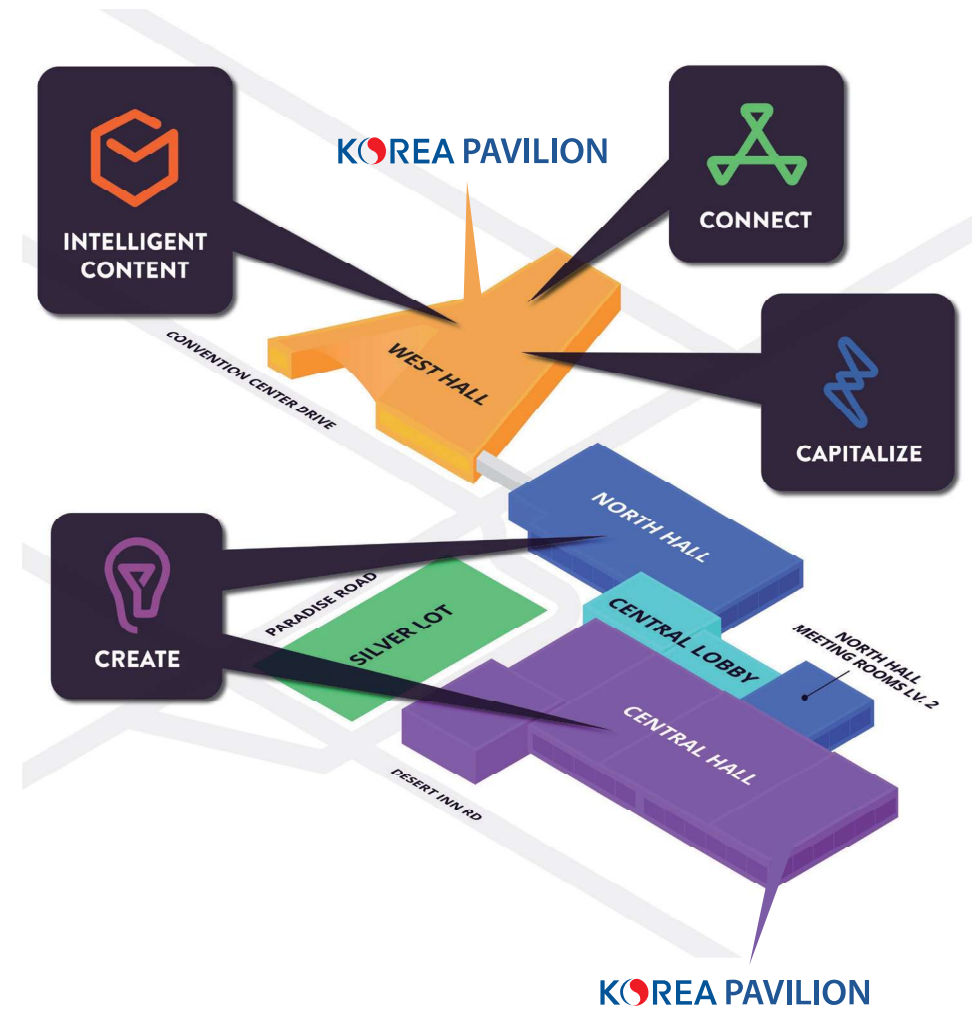 KOREA PAVILION
INTELLIGENT
CONTENT
CONNECT
CONVENTION CENTER DRIVE
WEST HALL
CAPITALIZE
NORTH HALL
PARADISE ROAD
SILVER LOT
CENTRAL LOBBY
NORTH HALL
MEETING ROOMS LV. 2
CREATE
CENTRAL HALL
DESERT INN RD
KOREA PAVILION